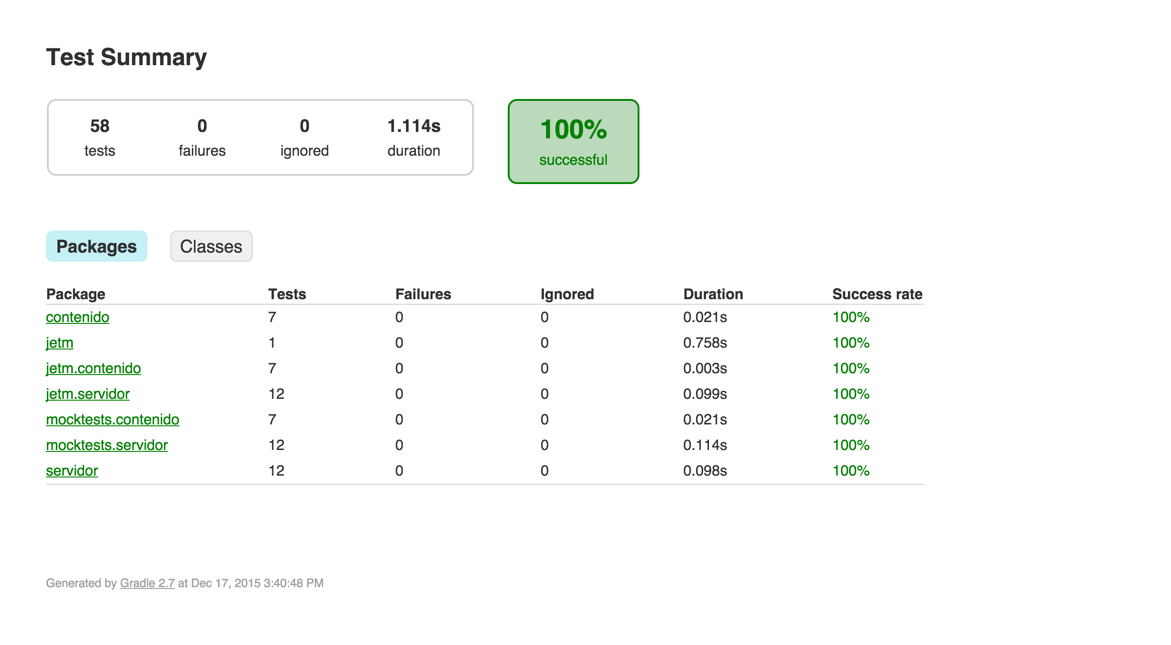 Test Summary
58 0 0 1.114s
tests failures ignored duration
100%
successful
Packages Classes
Package Tests Failures Ignored Duration Success rate
contenido 7 0 0 0.021s 100%
jetm 1 0 0 0.758s 100%
jetm.contenido 7 0 0 0.003s 100%
jetm.servidor 12 0 0 0.099s 100%
mocktests.contenido 7 0 0 0.021s 100%
mocktests.servidor 12 0 0 0.114s 100%
servidor 12 0 0 0.098s 100%
Generated by Gradle 2.7 at Dec 17, 2015 3:40:48 PM